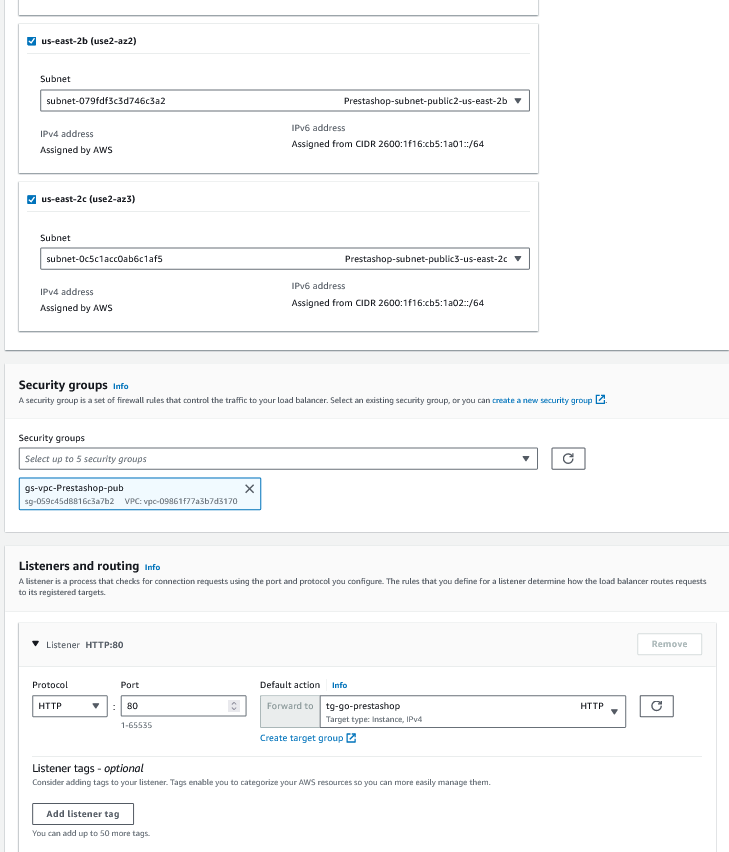 us-east-2b (use2-az2)
Subnet
subnet-079fdf3c3d746c3a2 Prestashop-subnet-public2-us-east-2b
IPv4 address IPv6 address
Assigned by AWS Assigned from CIDR 2600:1f16:cb5:1a01::/64
us-east-2c (use2-az3)
Subnet
subnet-0c5c1acc0ab6c1af5 Prestashop-subnet-public3-us-east-2c
IPv4 address IPv6 address
Assigned by AWS Assigned from CIDR 2600:1f16:cb5:1a02::/64
Security groups Info
A security group is a set of firewall rules that control the traffic to your load balancer. Select an existing security group, or you can create a new security group.
Security groups
Select up to 5 security groups
gs-vpc-Prestashop-pub
sg-059c45d8816c3a7b2 VPC: vpc-09861f77a3b7d3170
Listeners and routing Info
A listener is a process that checks for connection requests using the port and protocol you configure. The rules that you define for a listener determine how the load balancer routes requests
to its registered targets.
Listener HTTP:80
Remove
Protocol Port Default action Info
HTTP : 80 Forward to tg-go-prestashop HTTP
Target type: Instance, IPv4
1-65535
Create target group
Listener tags - optional
Consider adding tags to your listener. Tags enable you to categorize your AWS resources so you can more easily manage them.
Add listener tag
You can add up to 50 more tags.